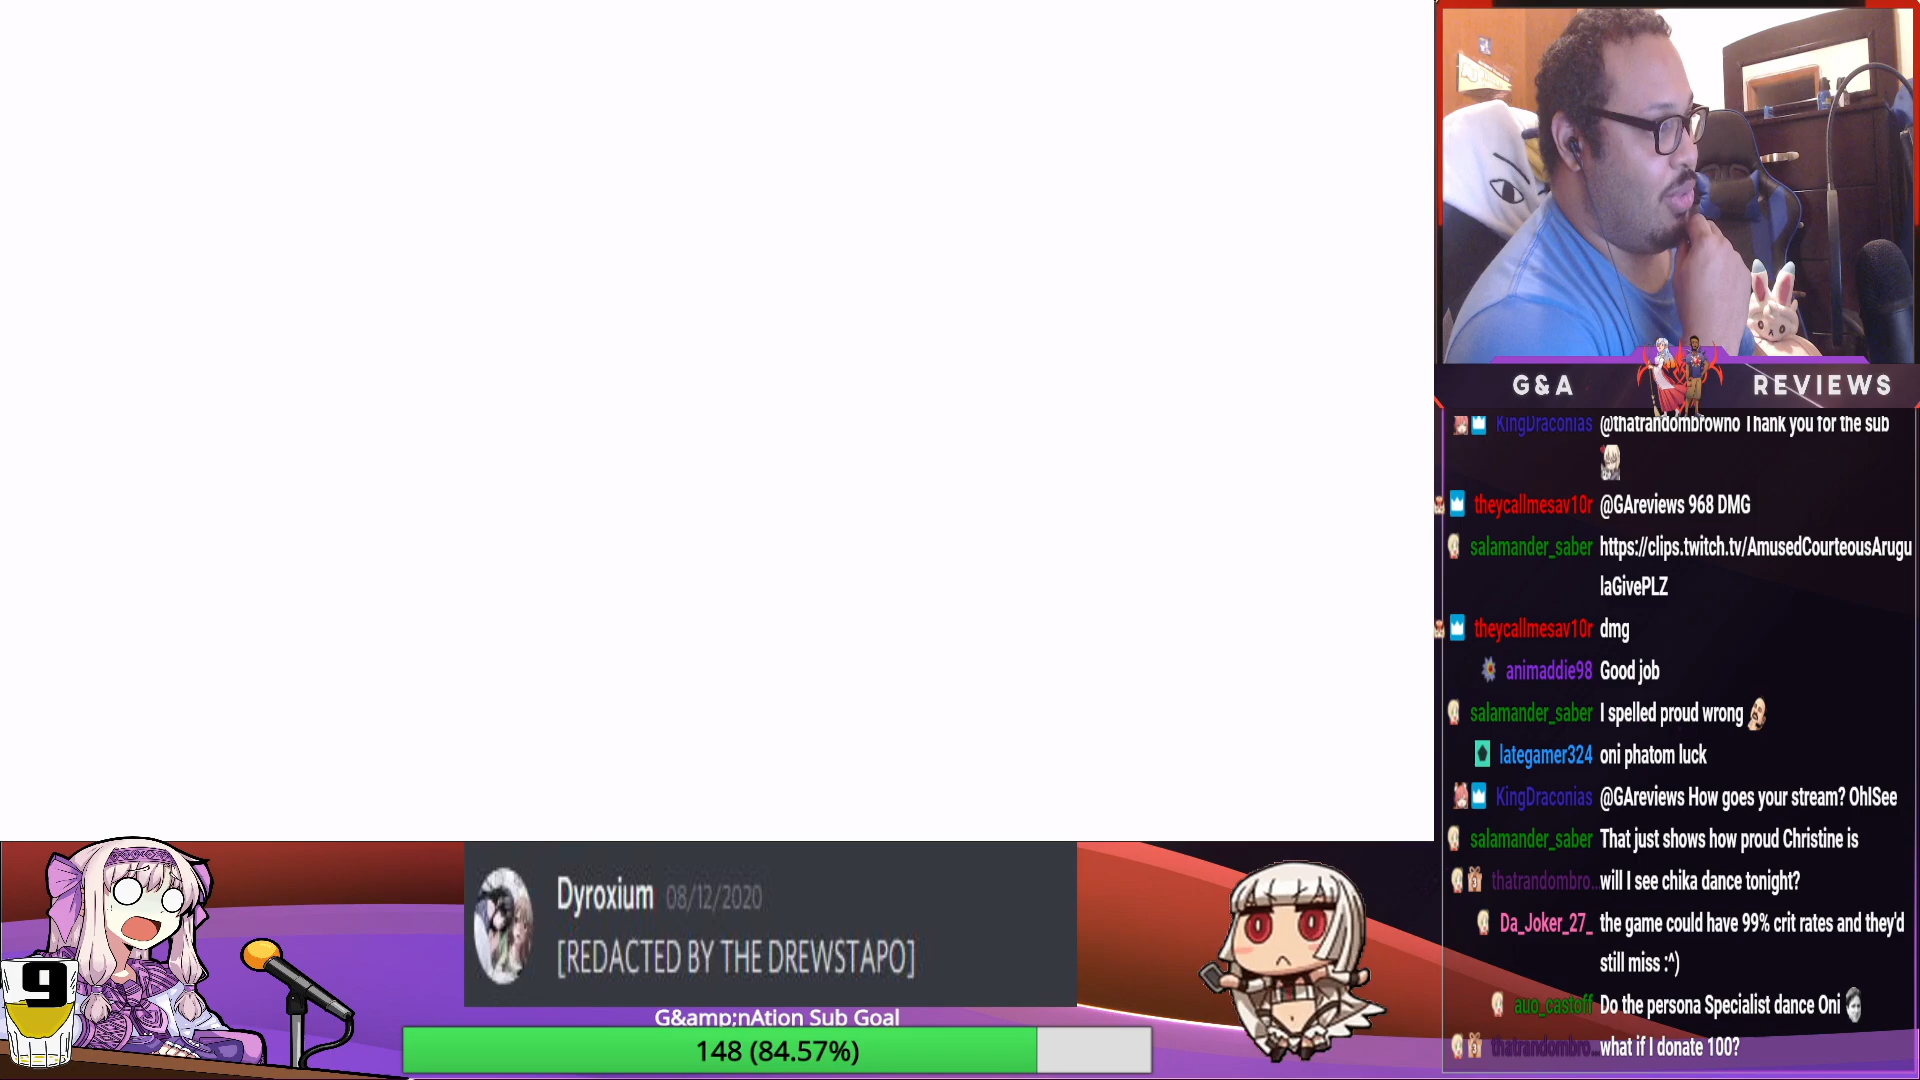 G&A REVIEWS
KingDraconias @thatrandombrowno Thank you for the sub
theycallmesav10r @GAreviews 968 DMG
salamander_saber https://clips.twitch.tv/AmusedCourteousArugu
laGivePLZ
theycallmesav10r dmg
animaddie98 Good job
salamander_saber I spelled proud wrong
lategamer324 oni phatom luck
KingDraconias @GAreviews How goes your stream? OhISee
salamander_saber That just shows how proud Christine is
thatrandombro... will I see chika dance tonight?
Da_Joker_27_ the game could have 99% crit rates and they'd
still miss :^)
auo_castoff Do the persona Specialist dance Oni
thatrandombro... what if I donate 100?
9
Dyroxium 08/12/2020
[REDACTED BY THE DREWSTAPO]
G&amp;nAtion Sub Goal
148 (84.57%)